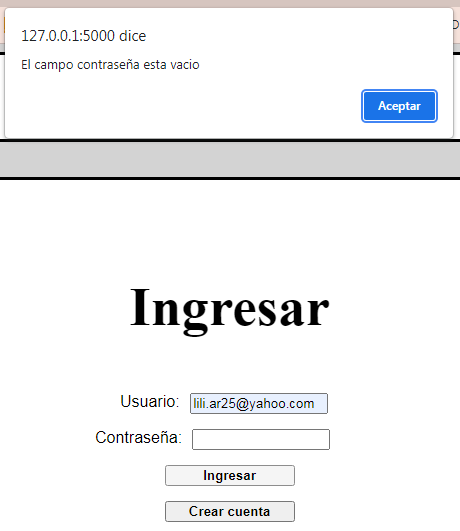 127.0.0.1:5000 dice
El campo contraseña esta vacio
Aceptar
Ingresar
Usuario: lili.ar25@yahoo.com
Contraseña:
Ingresar
Crear cuenta